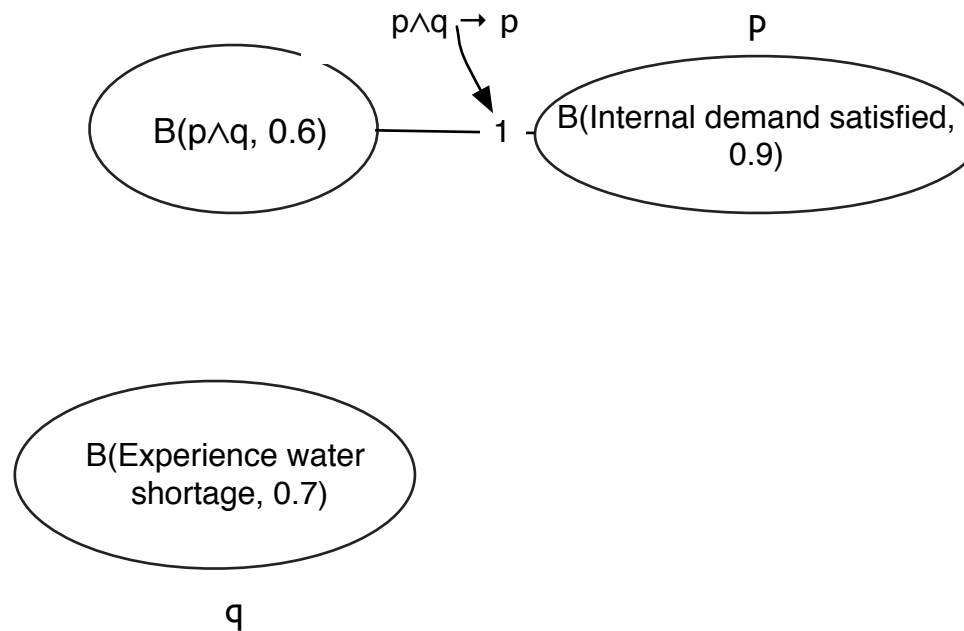 p∧q → p
p
B(p∧q, 0.6)
1
B(Internal demand satisfied,
0.9)
B(Experience water
shortage, 0.7)
q